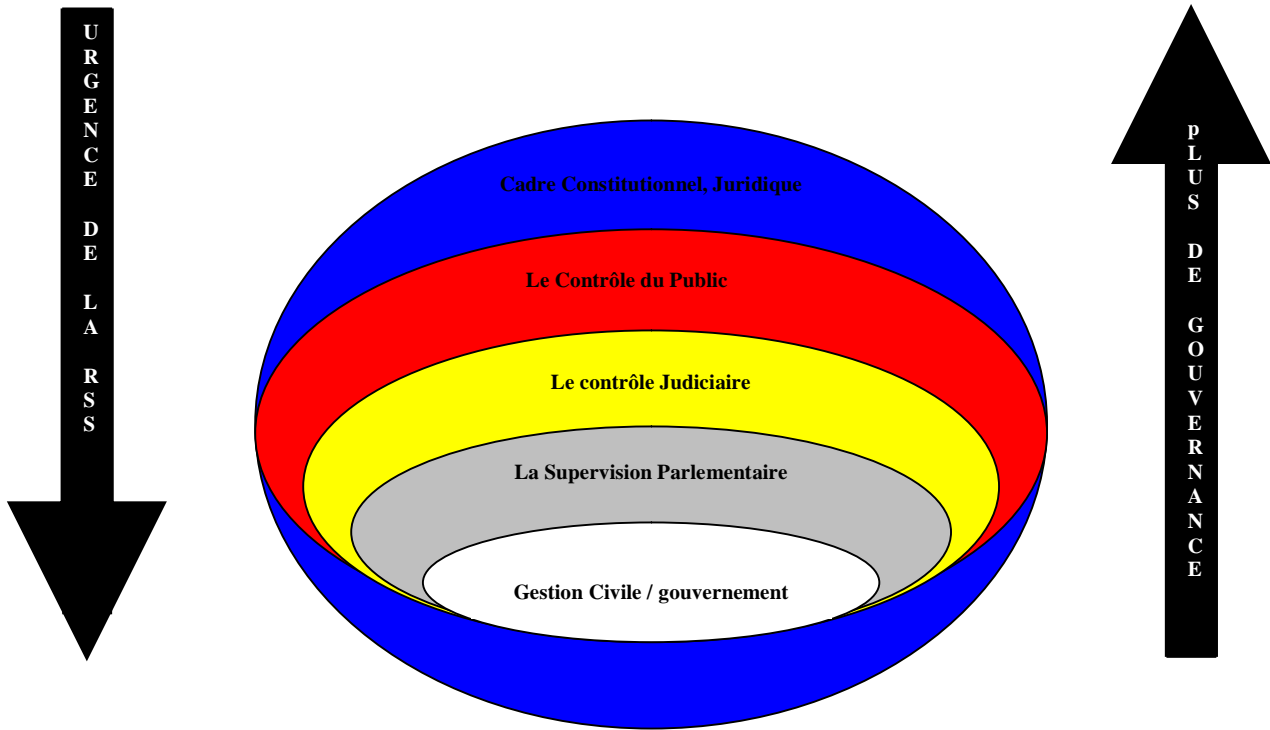 URGENCE DE LA RSS
Cadre Constitutionnel, Juridique
Le Contrôle du Public
Le contrôle Judiciaire
La Supervision Parlementaire
Gestion Civile / gouvernement
pLUS DE GOUVERNANCE